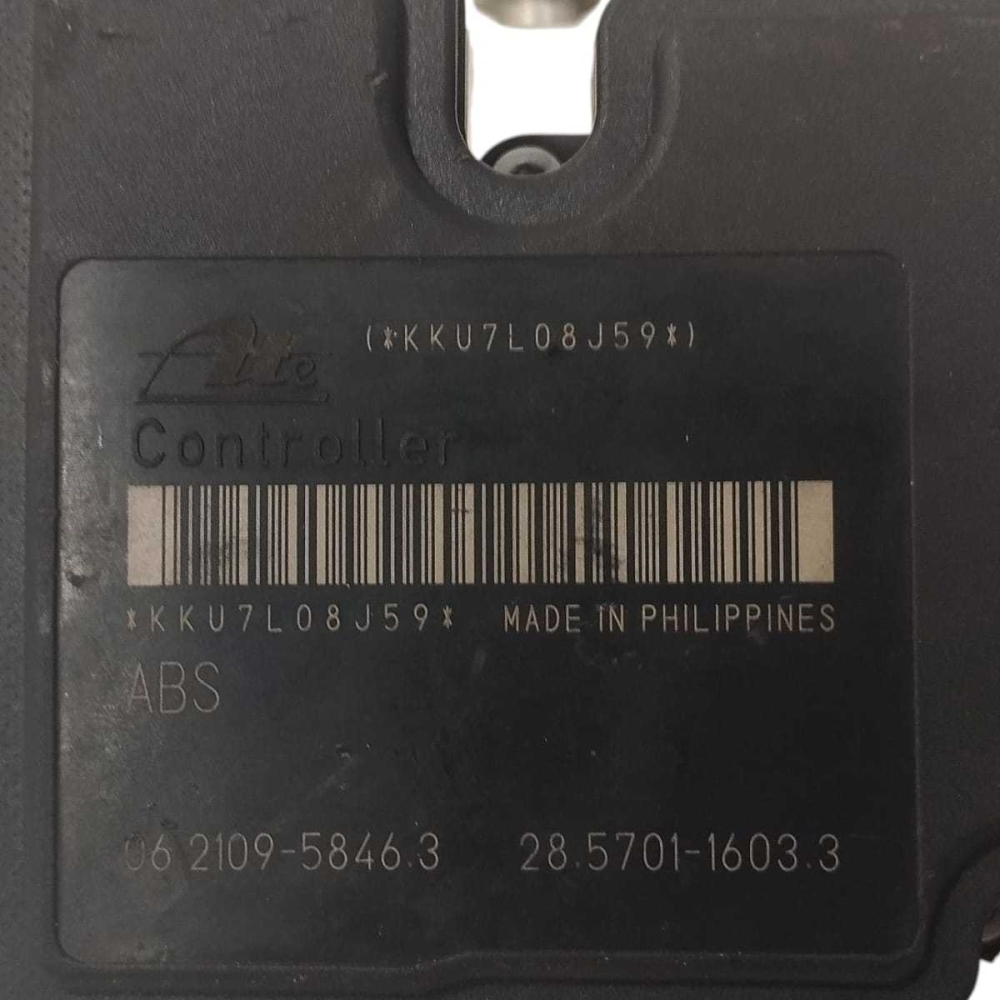 Ate
(*KKU7L08J59*)
Controller
*KKU7L08J59* MADE IN PHILIPPINES
ABS
06.2109-5846.3 28.5701-1603.3